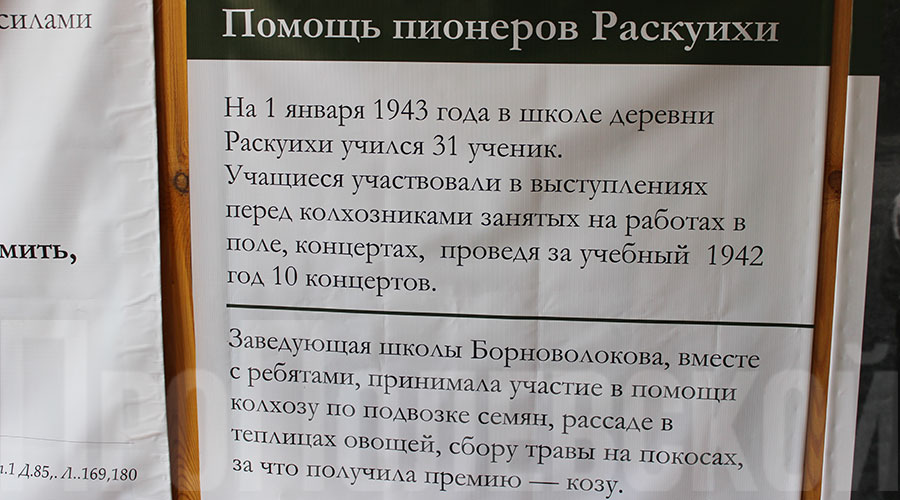 силами
мить,
.1 Д.85,. Л..169,180
Помощь пионеров Раскуихи
На 1 января 1943 года в школе деревни
Раскуихи учился 31 ученик.
Учащиеся участвовали в выступлениях
перед колхозниками занятых на работах в
поле, концертах, проведя за учебный 1942
год 10 концертов.
Заведующая школы Борноволокова, вместе
с ребятами, принимала участие в помощи
колхозу по подвозке семян, рассаде в
теплицах овощей, сбору травы на покосах,
за что получила премию — козу.